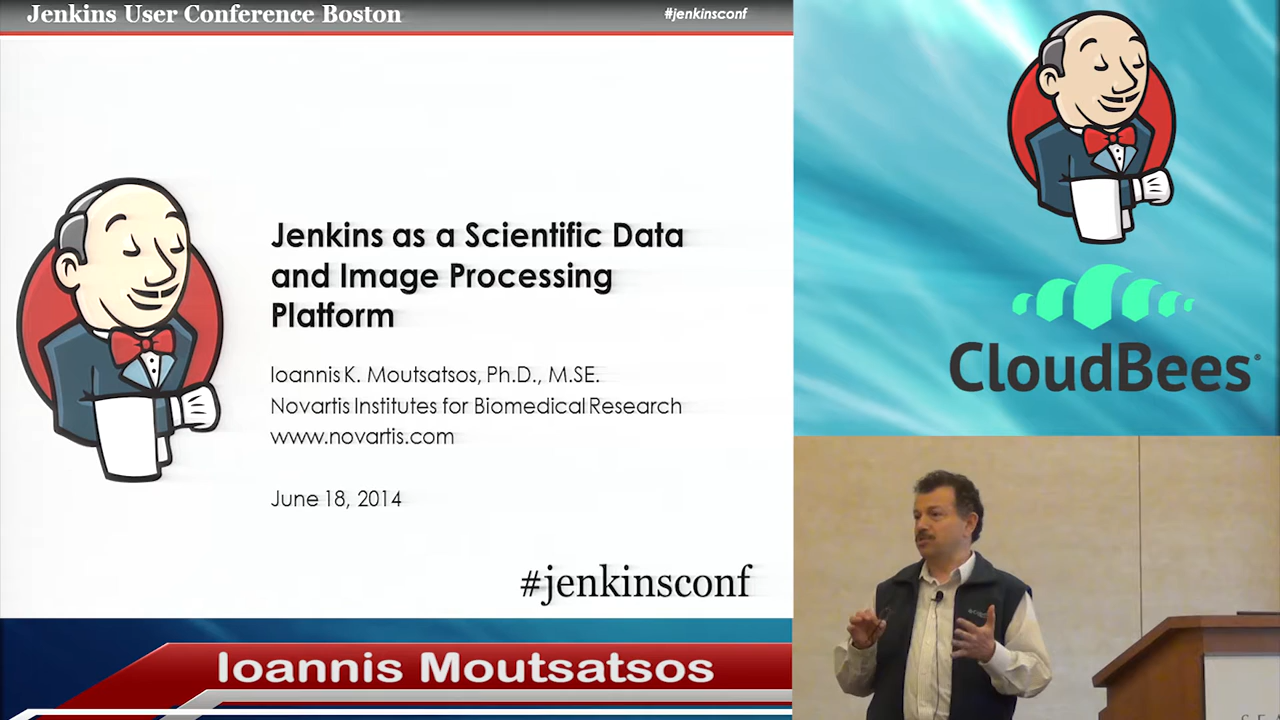 Jenkins User Conference Boston
#jenkinsconf
Jenkins as a Scientific Data
and Image Processing
Platform
Ioannis K. Moutsatsos, Ph.D., M.SE.
Novartis Institutes for Biomedical Research
www.novartis.com
June 18, 2014
#jenkinsconf
Ioannis Moutsatsos
CloudBees